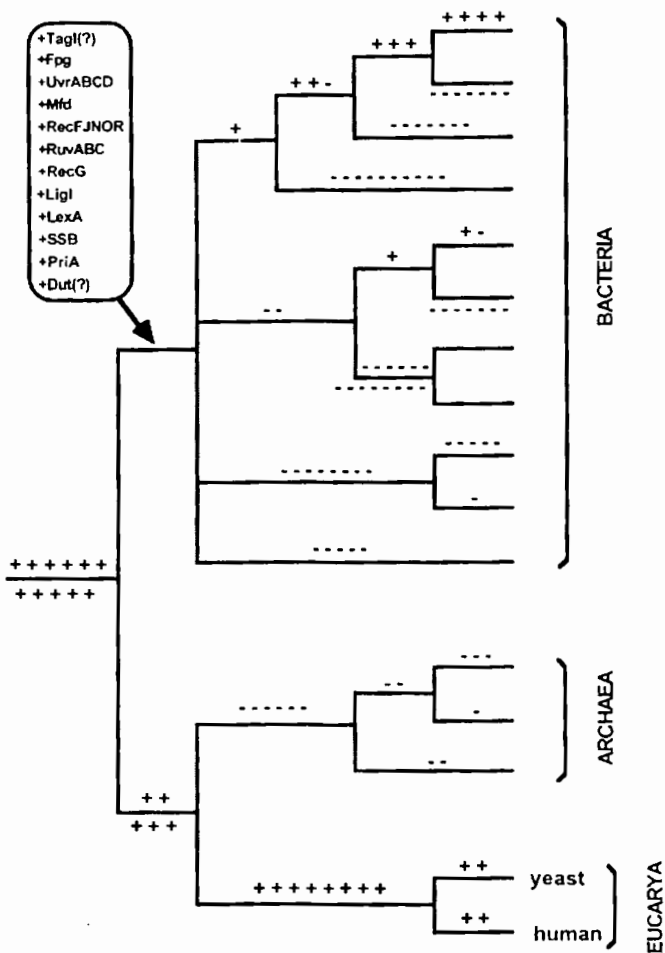 +TagI(?)
+Fpg
+UvrABCD
+Mfd
+RecFJNOR
+RuvABC
+RecG
+LigI
+LexA
+SSB
+PriA
+Dut(?)
++++
+++
---------
++-
--------
+
-----------
+-
+
---------
--
--------
---------
------
---------
-
------
++++++
+++++
---
--
-------
-
--
++
+++
++++++++
++
yeast
++
human
BACTERIA
ARCHAEA
EUCARYA